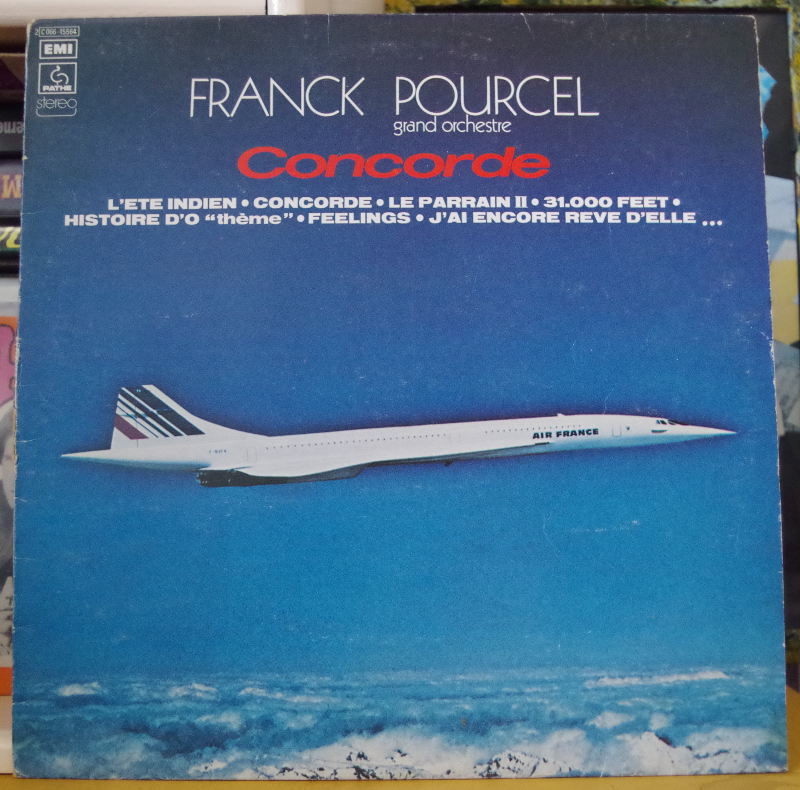 2C066-15564
EMI
PATHE
stereo
FRANCK POURCEL
grand orchestre
Concorde
L'ETE INDIEN • CONCORDE • LE PARRAIN II • 31.000 FEET •
HISTOIRE D'O "thème" • FEELINGS • J'AI ENCORE REVE D'ELLE ...
AIR FRANCE